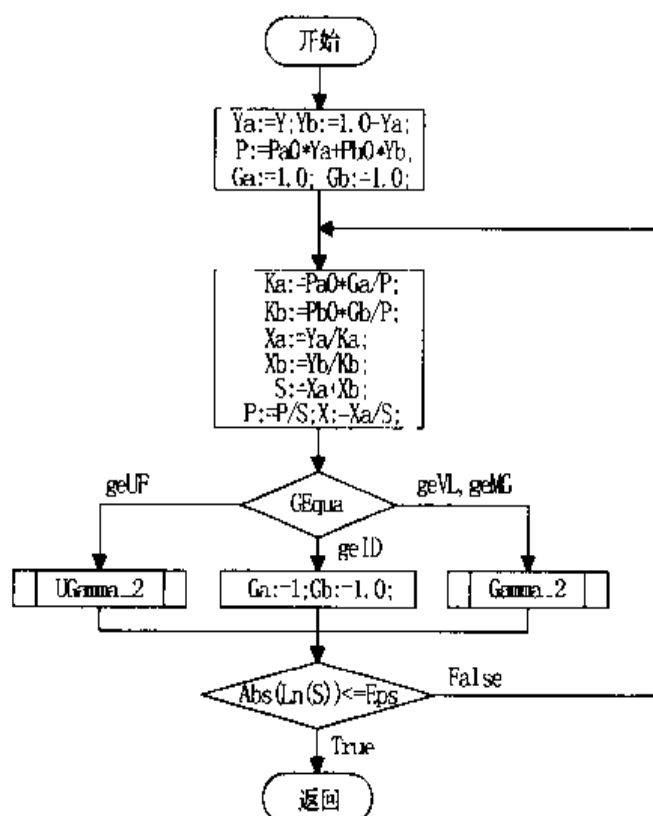 开始
Ya:=Y;Yb:=1.0-Ya;
P:=Pa0*Ya+Pb0*Yb;
Ga:=1.0; Gb:=1.0;
Ka:=Pa0*Ga/P;
Kb:=Pb0*Gb/P;
Xa:=Ya/Ka;
Xb:=Yb/Kb;
S:=Xa+Xb;
P:=P/S;X:=Xa/S;
geUF
GEqua
geVL, geMG
geID
UGamma_2
Ga:=1;Gb:=1.0;
Gamma_2
Abs(Ln(S))<=Eps
False
True
返回